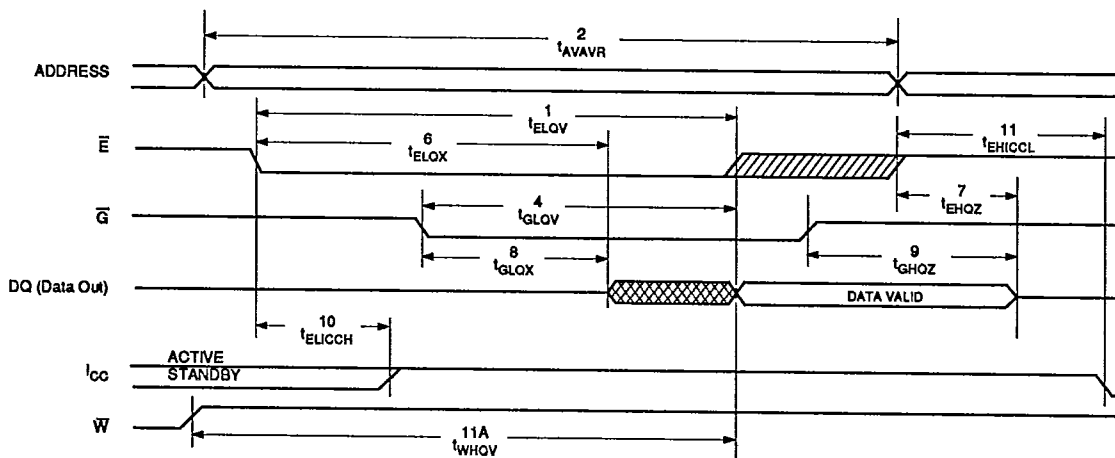 2
tAVAVR
ADDRESS
1
tELQV
6
tELQX
11
tEHICCL
E
4
tGLQV
7
tEHQZ
G
8
tGLQX
9
tGHQZ
DQ (Data Out)
DATA VALID
10
tELICCH
ICC
ACTIVE
STANDBY
W
11A
tWHQV